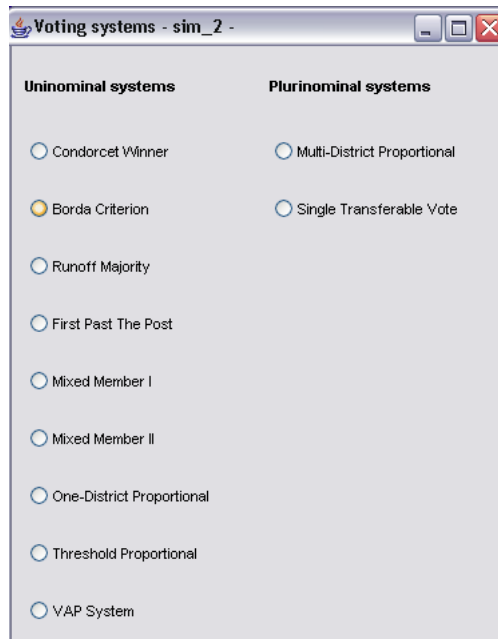 Voting systems - sim_2 -
Uninominal systems
Plurinominal systems
Condorcet Winner
Multi-District Proportional
Borda Criterion
Single Transferable Vote
Runoff Majority
First Past The Post
Mixed Member I
Mixed Member II
One-District Proportional
Threshold Proportional
VAP System